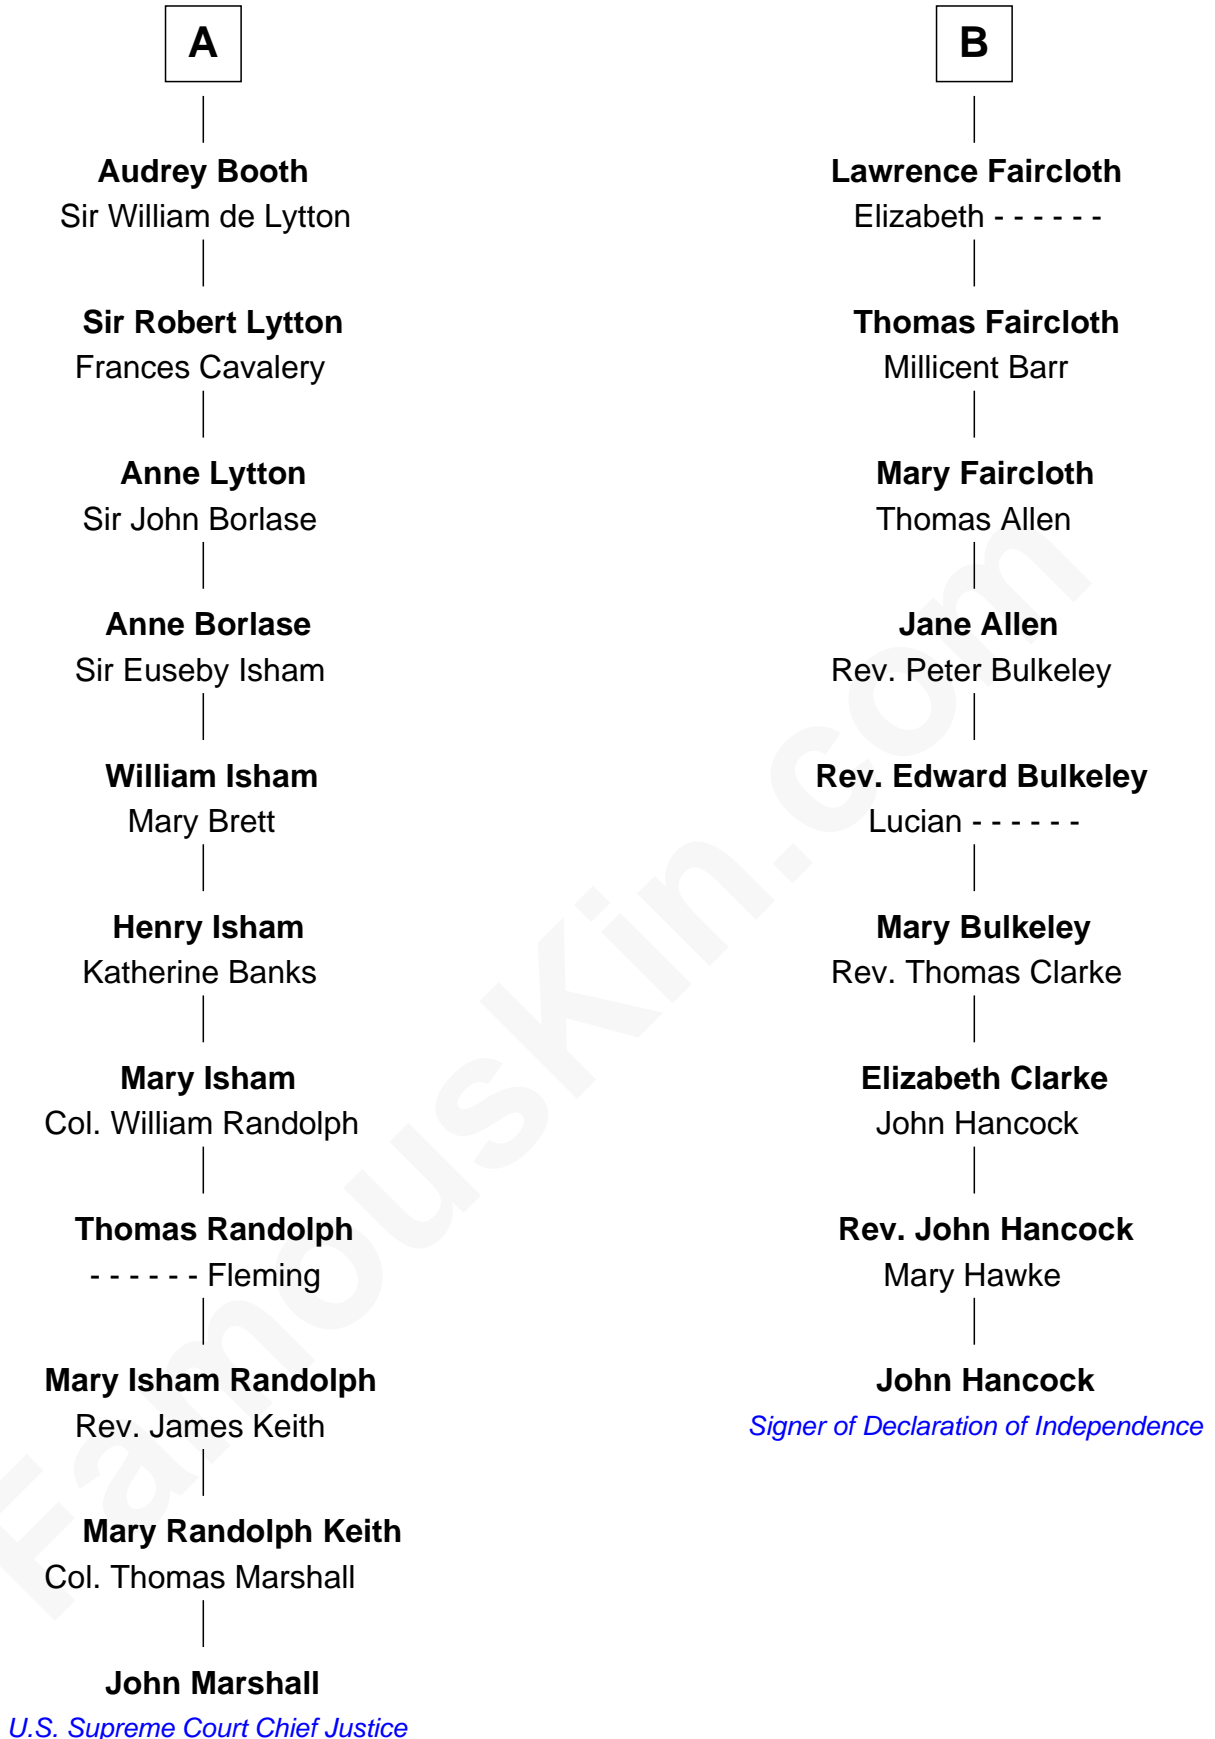 A
Audrey Booth
Sir William de Lytton
Sir Robert Lytton
Frances Cavalery
Anne Lytton
Sir John Borlase
Anne Borlase
Sir Euseby Isham
William Isham
Mary Brett
Henry Isham
Katherine Banks
Mary Isham
Col. William Randolph
Thomas Randolph
- - - - - - Fleming
Mary Isham Randolph
Rev. James Keith
Mary Randolph Keith
Col. Thomas Marshall
John Marshall
U.S. Supreme Court Chief Justice
B
Lawrence Faircloth
Elizabeth - - - - - -
Thomas Faircloth
Millicent Barr
Mary Faircloth
Thomas Allen
Jane Allen
Rev. Peter Bulkeley
Rev. Edward Bulkeley
Lucian - - - - - -
Mary Bulkeley
Rev. Thomas Clarke
Elizabeth Clarke
John Hancock
Rev. John Hancock
Mary Hawke
John Hancock
Signer of Declaration of Independence
FamousKin.com